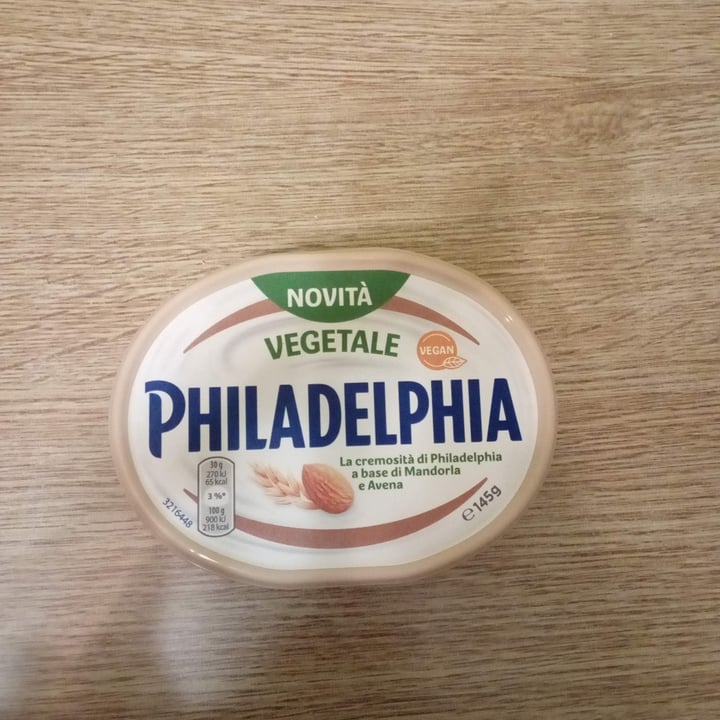 NOVITÀ
VEGETALE
VEGAN
PHILADELPHIA
La cremosità di Philadelphia
a base di Mandorla
e Avena
30 g
270 kJ
65 kcal
3 %*
100 g
900 kJ
218 kcal
3216448
e 145g